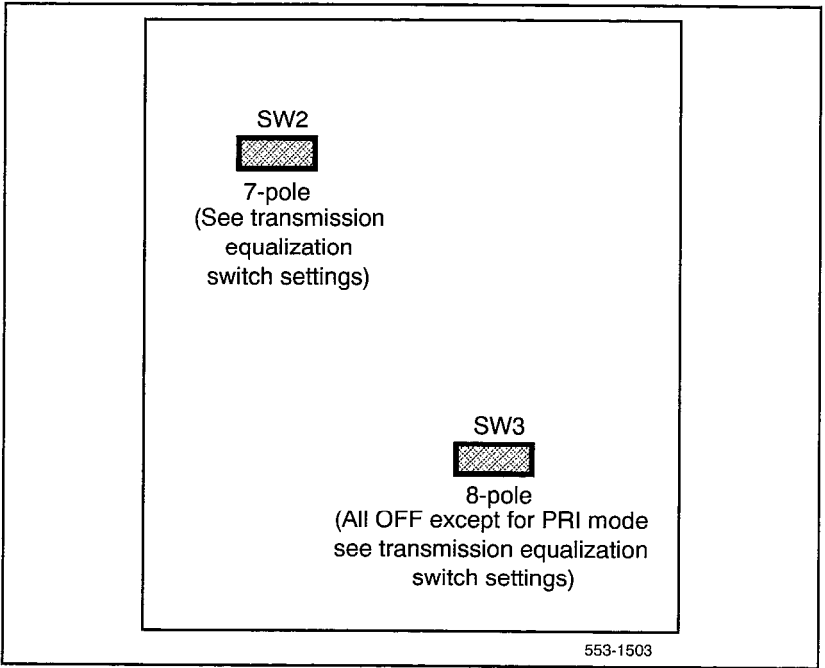 SW2
7-pole
(See transmission
equalization
switch settings)
SW3
8-pole
(All OFF except for PRI mode
see transmission equalization
switch settings)
553-1503